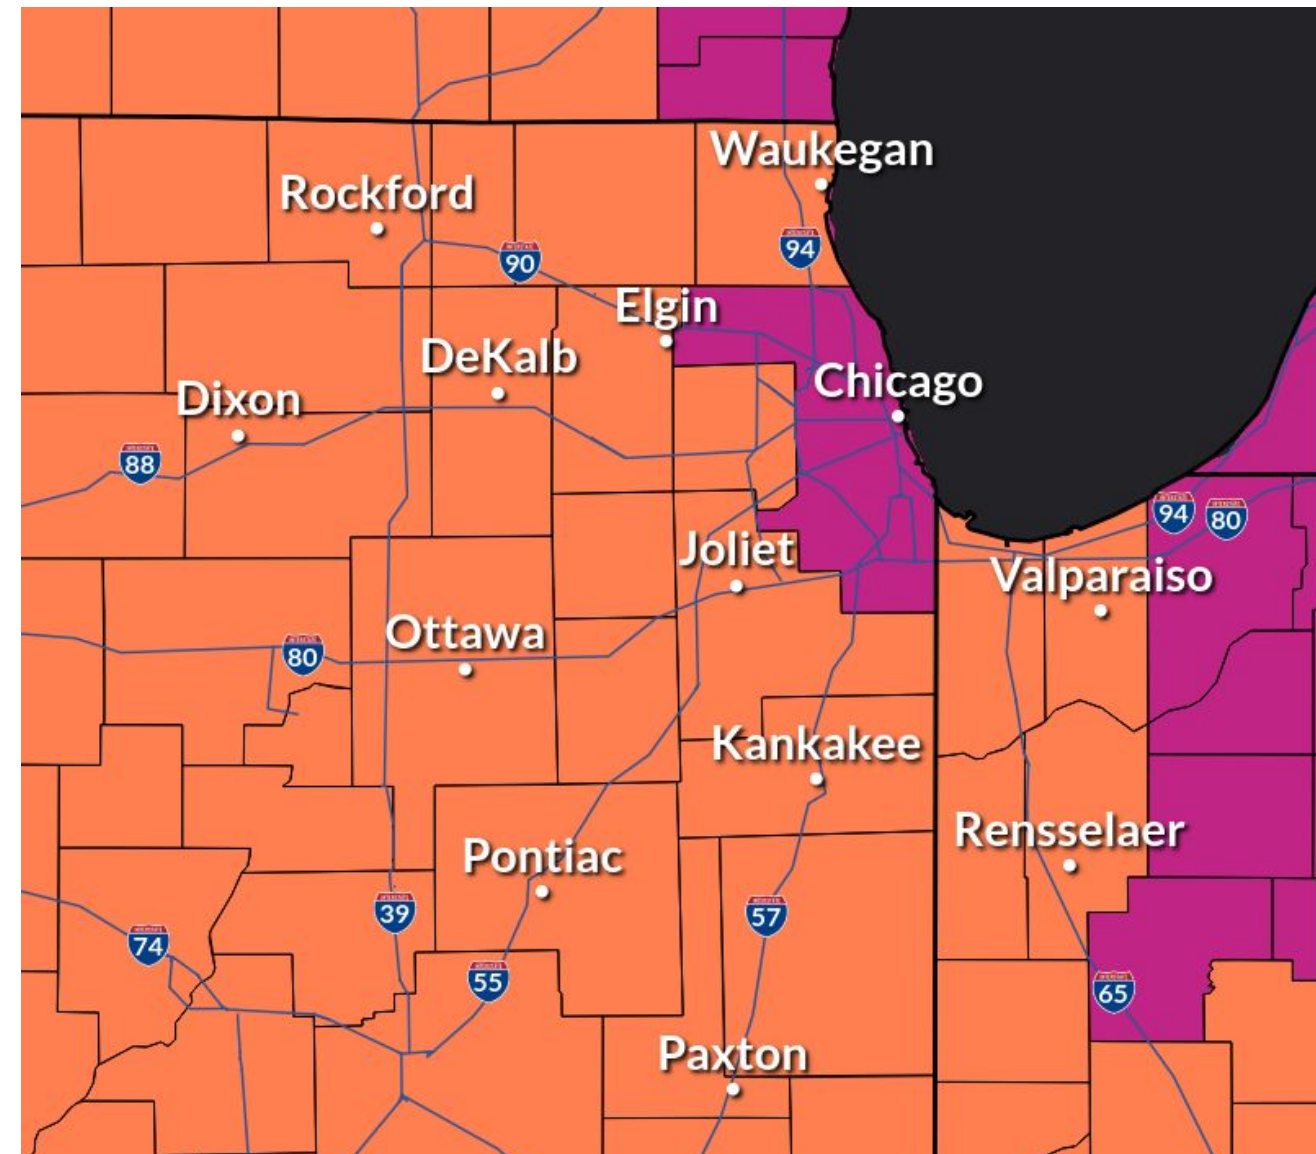 Waukegan
Rockford
94
90
Elgin
DeKalb
Chicago
Dixon
88
94
80
Joliet
Valparaiso
Ottawa
80
Kankakee
Rensselaer
Pontiac
39
57
74
55
65
Paxton